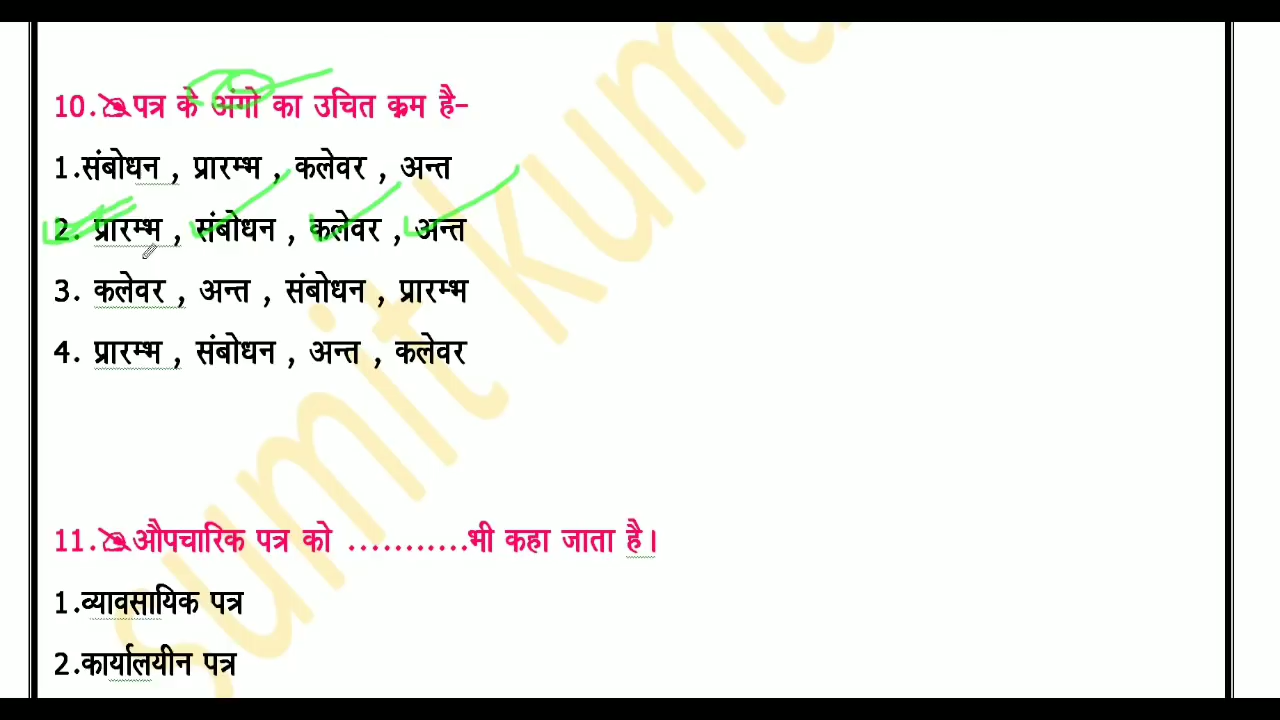 10. पत्र के अंगो का उचित क्रम है-
1.संबोधन , प्रारम्भ , कलेवर , अन्त
2. प्रारम्भ , संबोधन , कलेवर , अन्त
3. कलेवर , अन्त , संबोधन , प्रारम्भ
4. प्रारम्भ , संबोधन , अन्त , कलेवर
11. औपचारिक पत्र को ...........भी कहा जाता है।
1.व्यावसायिक पत्र
2.कार्यालयीन पत्र
sumit kumar